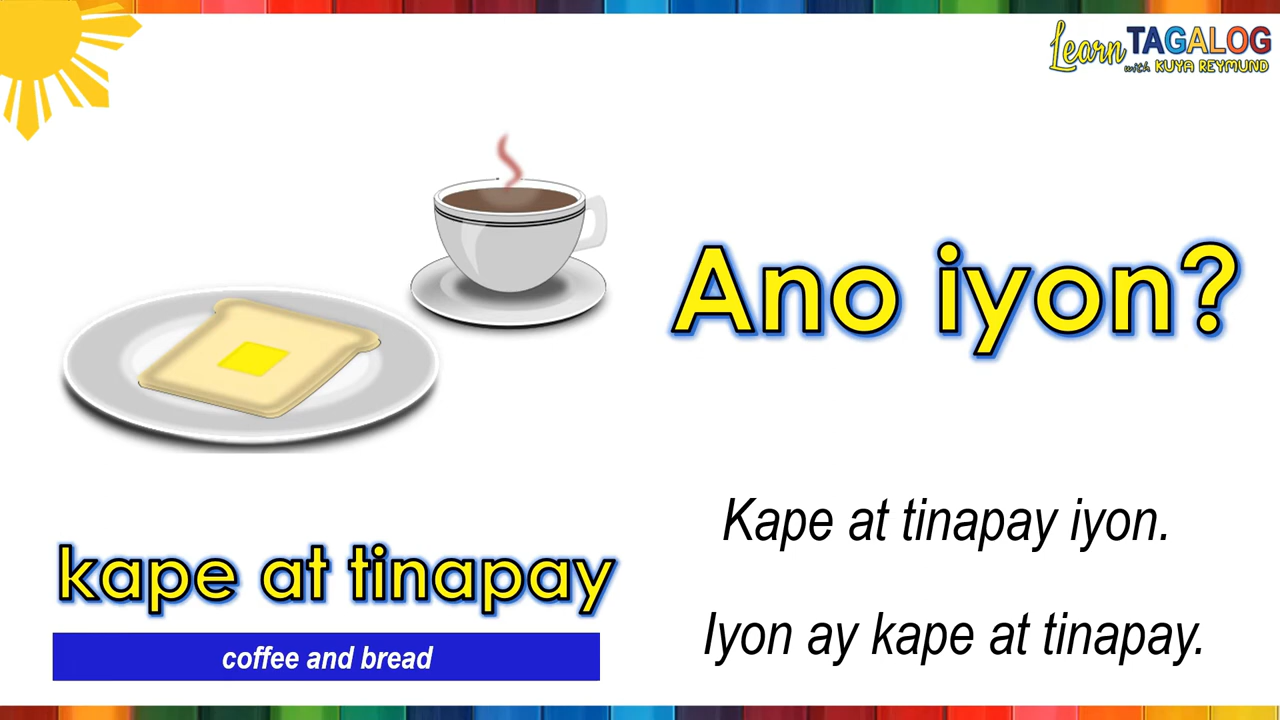 Learn TAGALOG
with KUYA REYMUND
Ano iyon?
kape at tinapay
coffee and bread
Kape at tinapay iyon.
Iyon ay kape at tinapay.